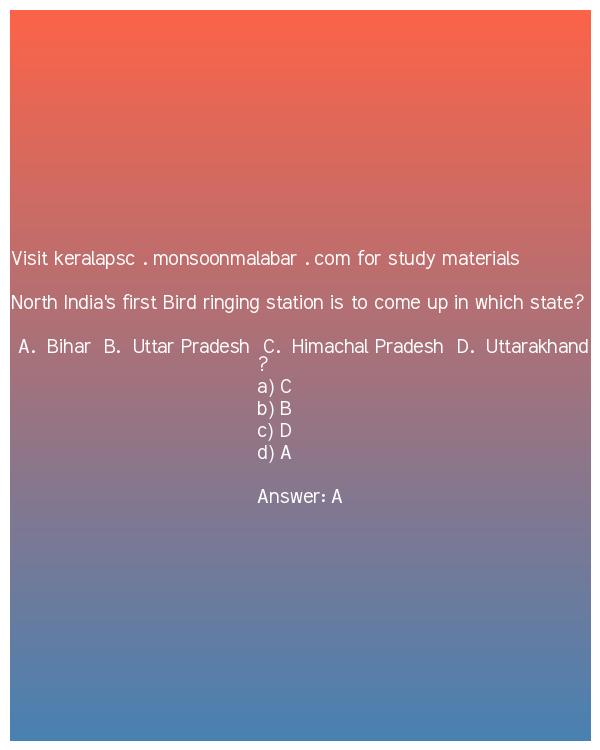 Visit keralapsc . monsoonmalabar . com for study materials
North India's first Bird ringing station is to come up in which state?
A. Bihar B. Uttar Pradesh C. Himachal Pradesh D. Uttarakhand
?
a) C
b) B
c) D
d) A
Answer: A